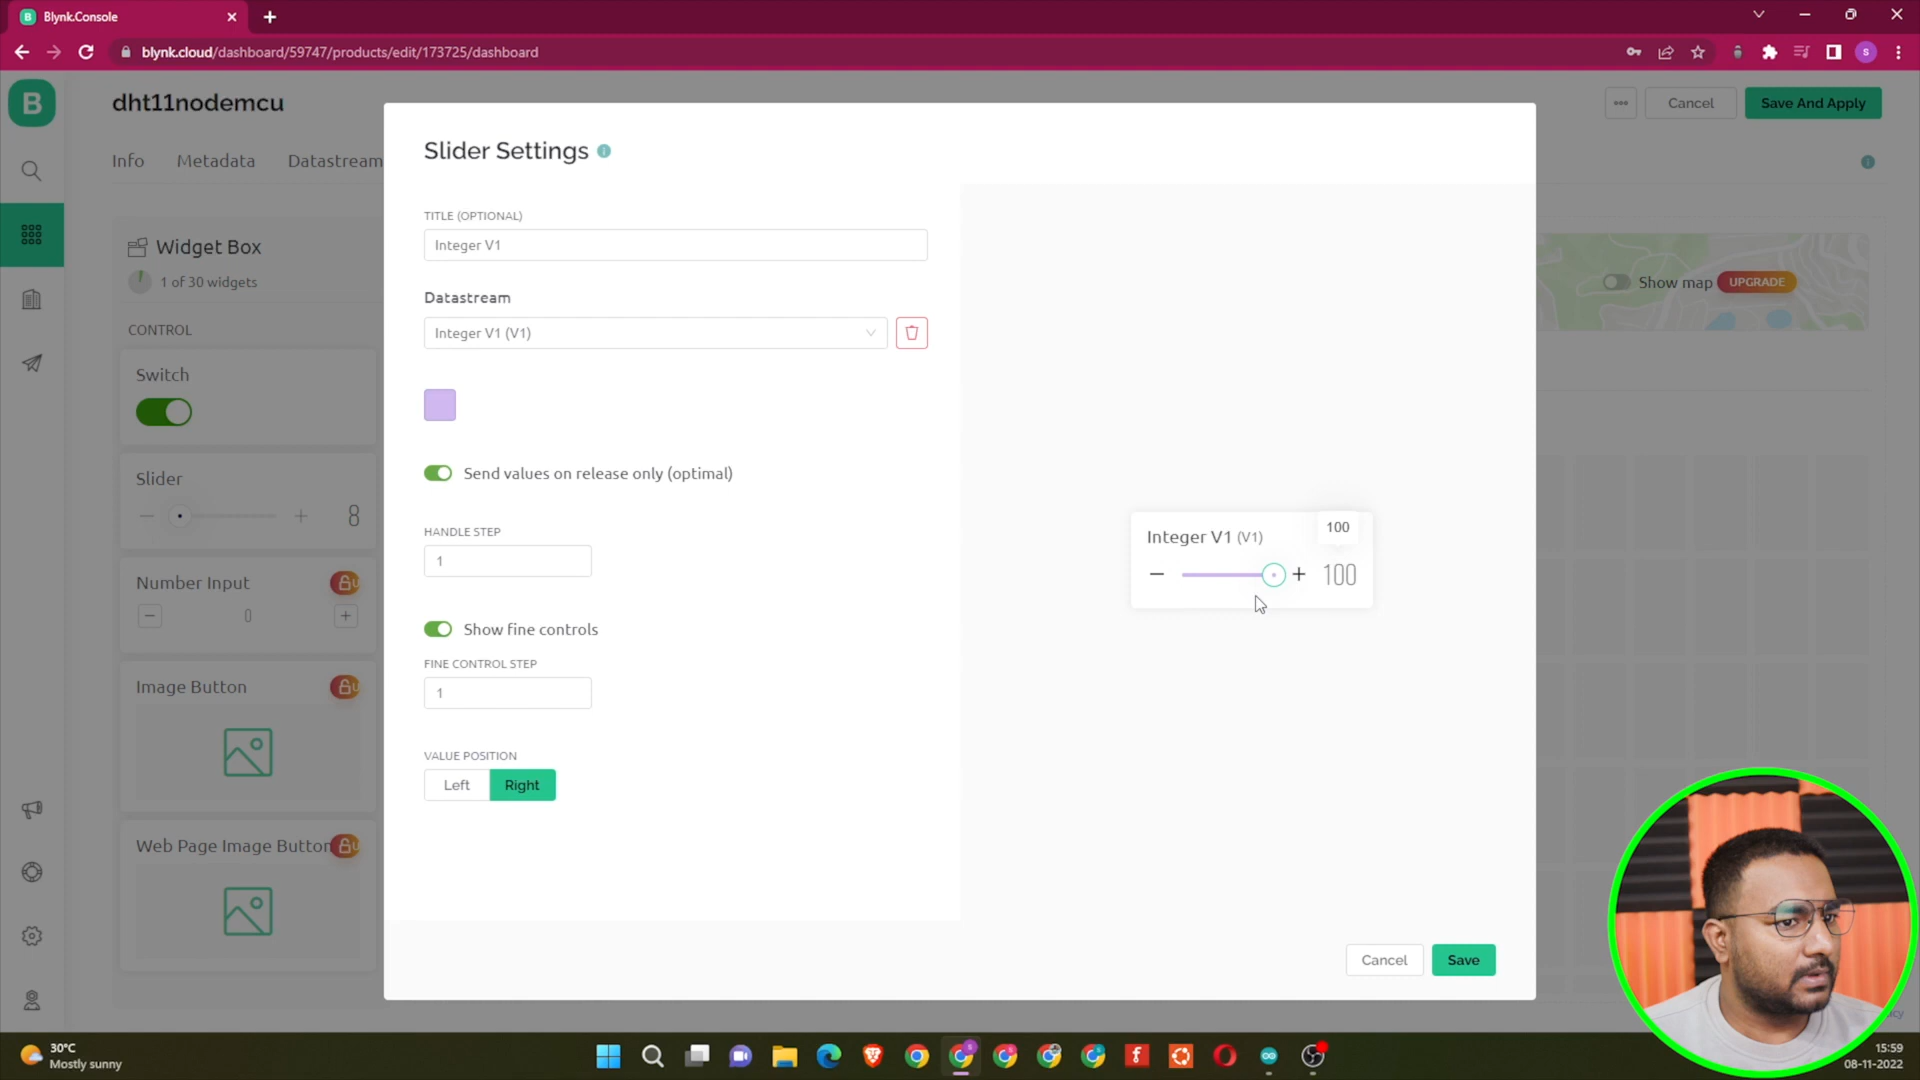 Blynk.Console
blynk.cloud/dashboard/59747/products/edit/173725/dashboard
S
B
dht11nodemcu
Cancel
Save And Apply
Info
Metadata
Datastream
Widget Box
1 of 30 widgets
CONTROL
Switch
Slider
8
Number Input
0
Image Button
Web Page Image Button
Show map
UPGRADE
Slider Settings
TITLE (OPTIONAL)
Integer V1
Datastream
Integer V1 (V1)
Send values on release only (optimal)
HANDLE STEP
1
Show fine controls
FINE CONTROL STEP
1
VALUE POSITION
Left
Right
Integer V1 (V1)
100
− + 100
Cancel
Save
30°C
Mostly sunny
15:59
08-11-2022